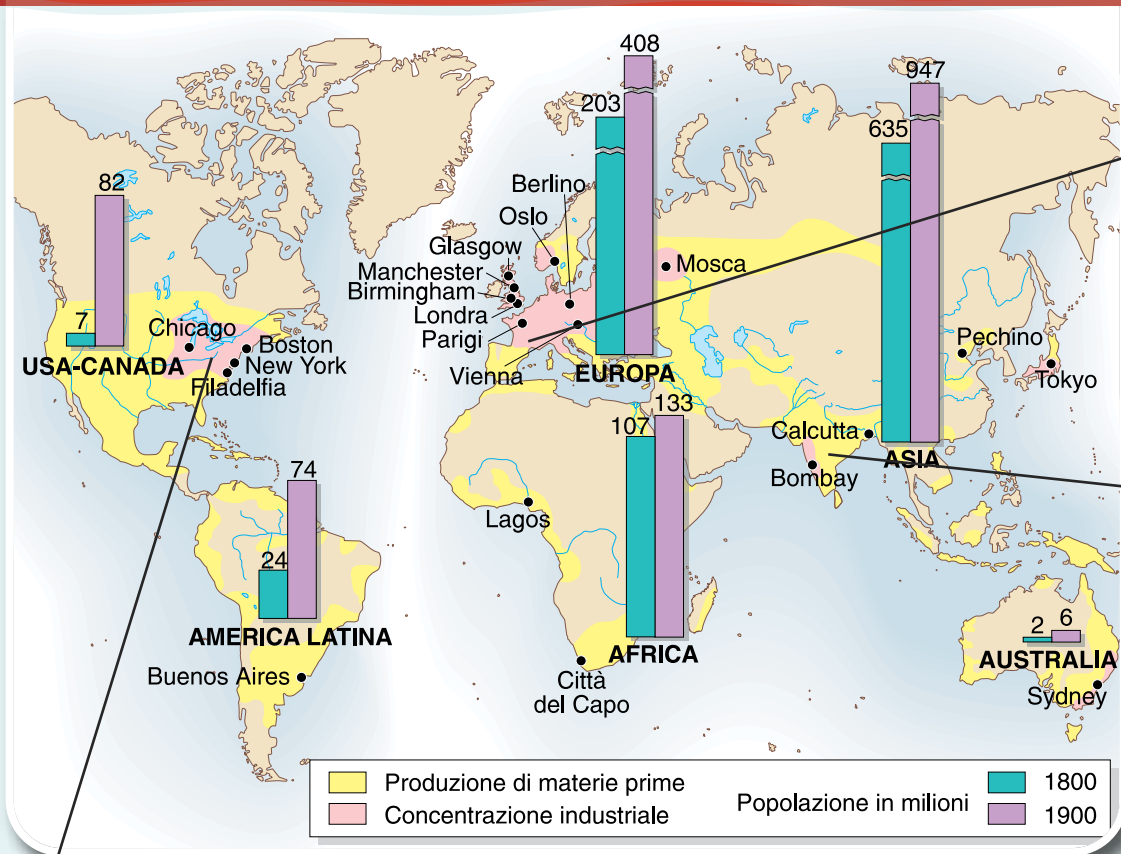 408
203
947
635
82
7
Berlino
Oslo
Glasgow
Manchester
Birmingham
Londra
Parigi
Vienna
EUROPA
Mosca
Chicago
Boston
New York
Filadelfia
USA-CANADA
Pechino
Tokyo
Calcutta
Bombay
ASIA
107
133
Lagos
AFRICA
Città
del Capo
74
24
AMERICA LATINA
Buenos Aires
2
6
AUSTRALIA
Sydney
Produzione di materie prime
Concentrazione industriale
Popolazione in milioni
1800
1900